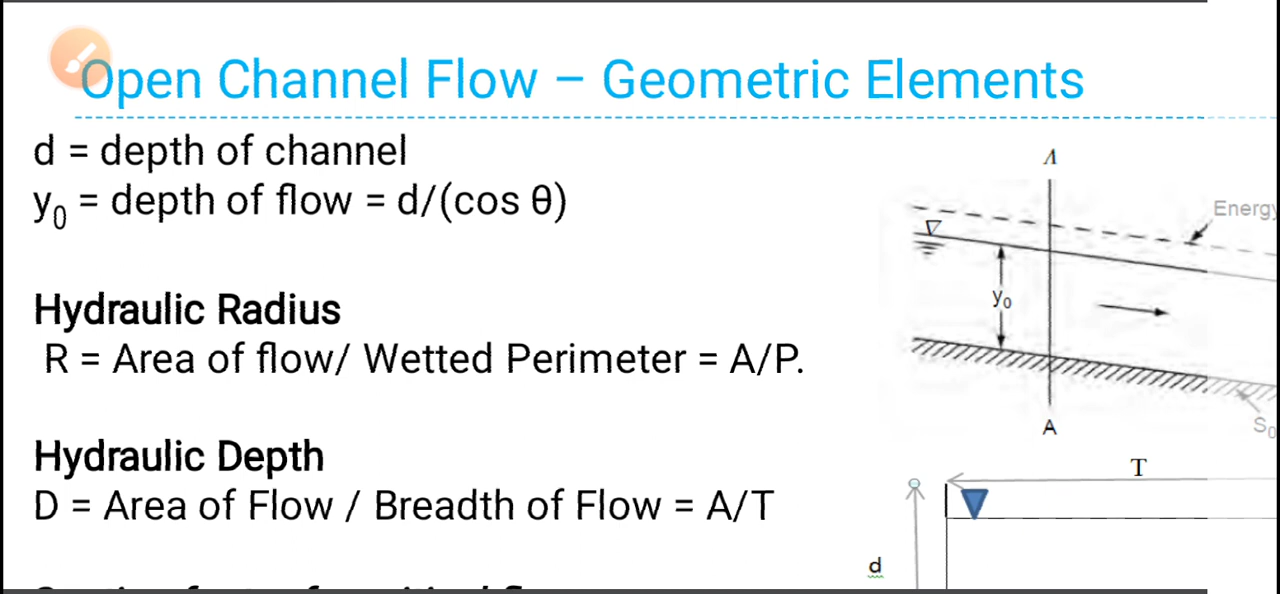 Open Channel Flow – Geometric Elements
d = depth of channel
y₀ = depth of flow = d/(cos θ)
Hydraulic Radius
R = Area of flow/ Wetted Perimeter = A/P.
Hydraulic Depth
D = Area of Flow / Breadth of Flow = A/T
A
Energy
y₀
A
S₀
T
d